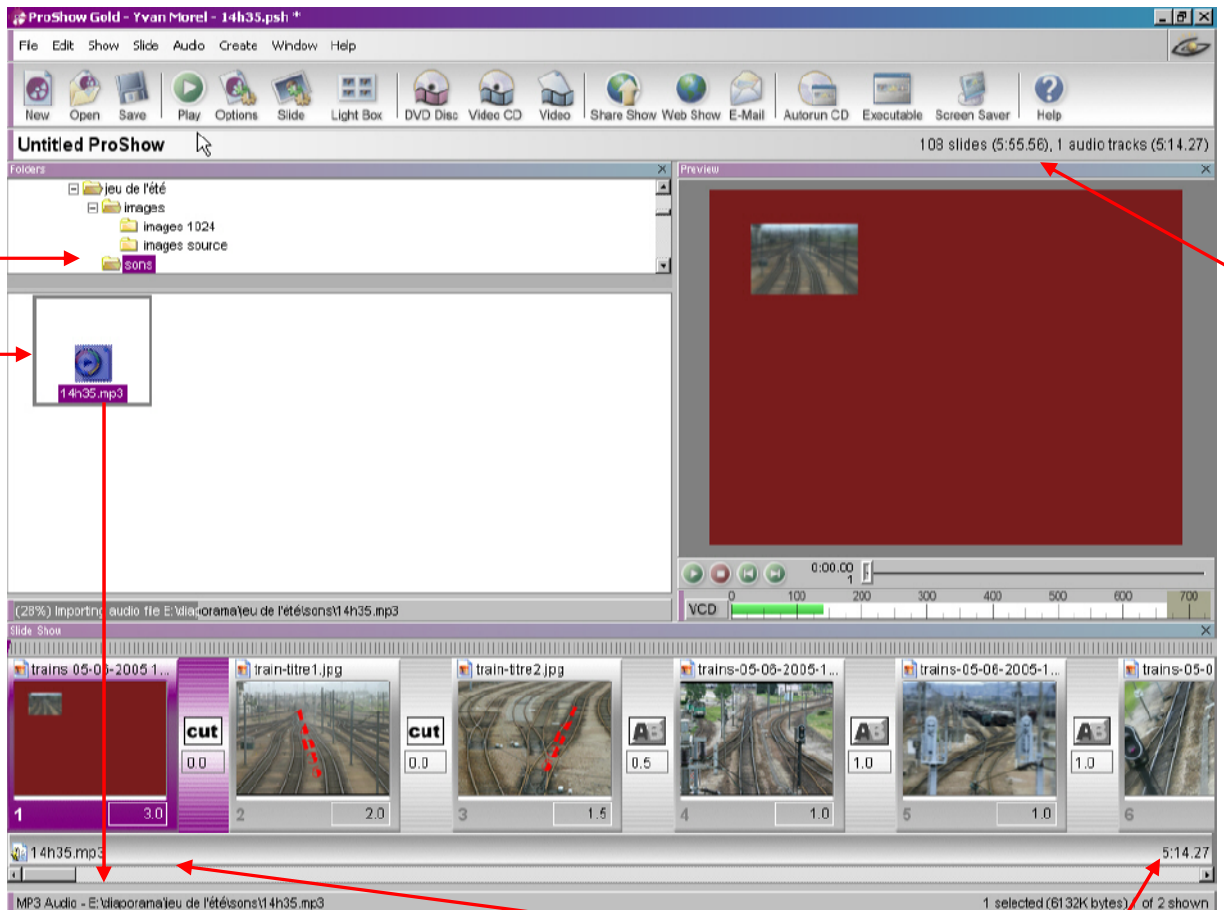 ProShow Gold - Yvan Morel - 14h35.psh *
File Edit Show Slide Audio Create Window Help
New Open Save Play Options Slide Light Box DVD Disc Video CD Video Share Show Web Show E-Mail Autorun CD Executable Screen Saver Help
Untitled ProShow 108 slides (5:55.56), 1 audio tracks (5:14.27)
Folders
jeu de l'été
images
images 1024
images source
sons
14h35.mp3
(28%) Importing audio file E:\diaporama\jeu de l'été\sons\14h35.mp3
Preview
0:00.00
1
VCD 0 100 200 300 400 500 600 700
Slide Show
trains 05-06-2005 1... train-titre1.jpg train-titre2.jpg trains-05-06-2005-1... trains-05-06-2005-1... trains-05-0
cut cut AB AB AB
0.0 0.0 0.5 1.0 1.0
1 3.0 2 2.0 3 1.5 4 1.0 5 1.0 6
14h35.mp3 5:14.27
MP3 Audio - E:\diaporama\jeu de l'été\sons\14h35.mp3 1 selected (6132K bytes), of 2 shown